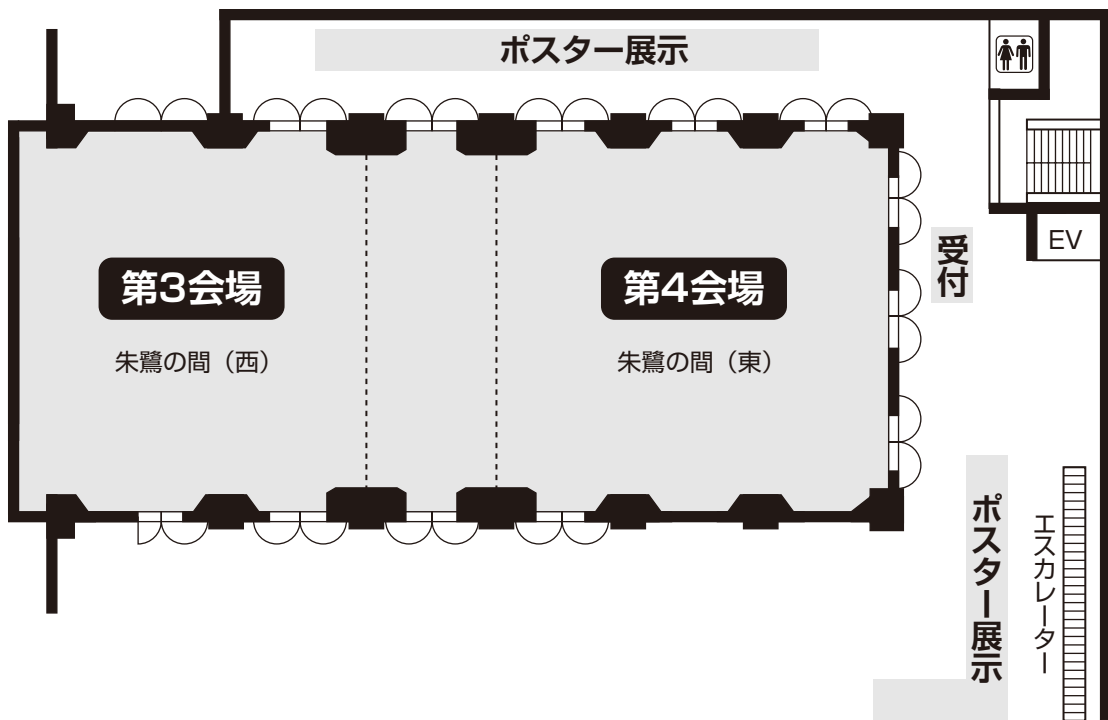 ポスター展示
EV
受付
第3会場
第4会場
朱鷺の間（西）
朱鷺の間（東）
ポスター展示
エスカレーター